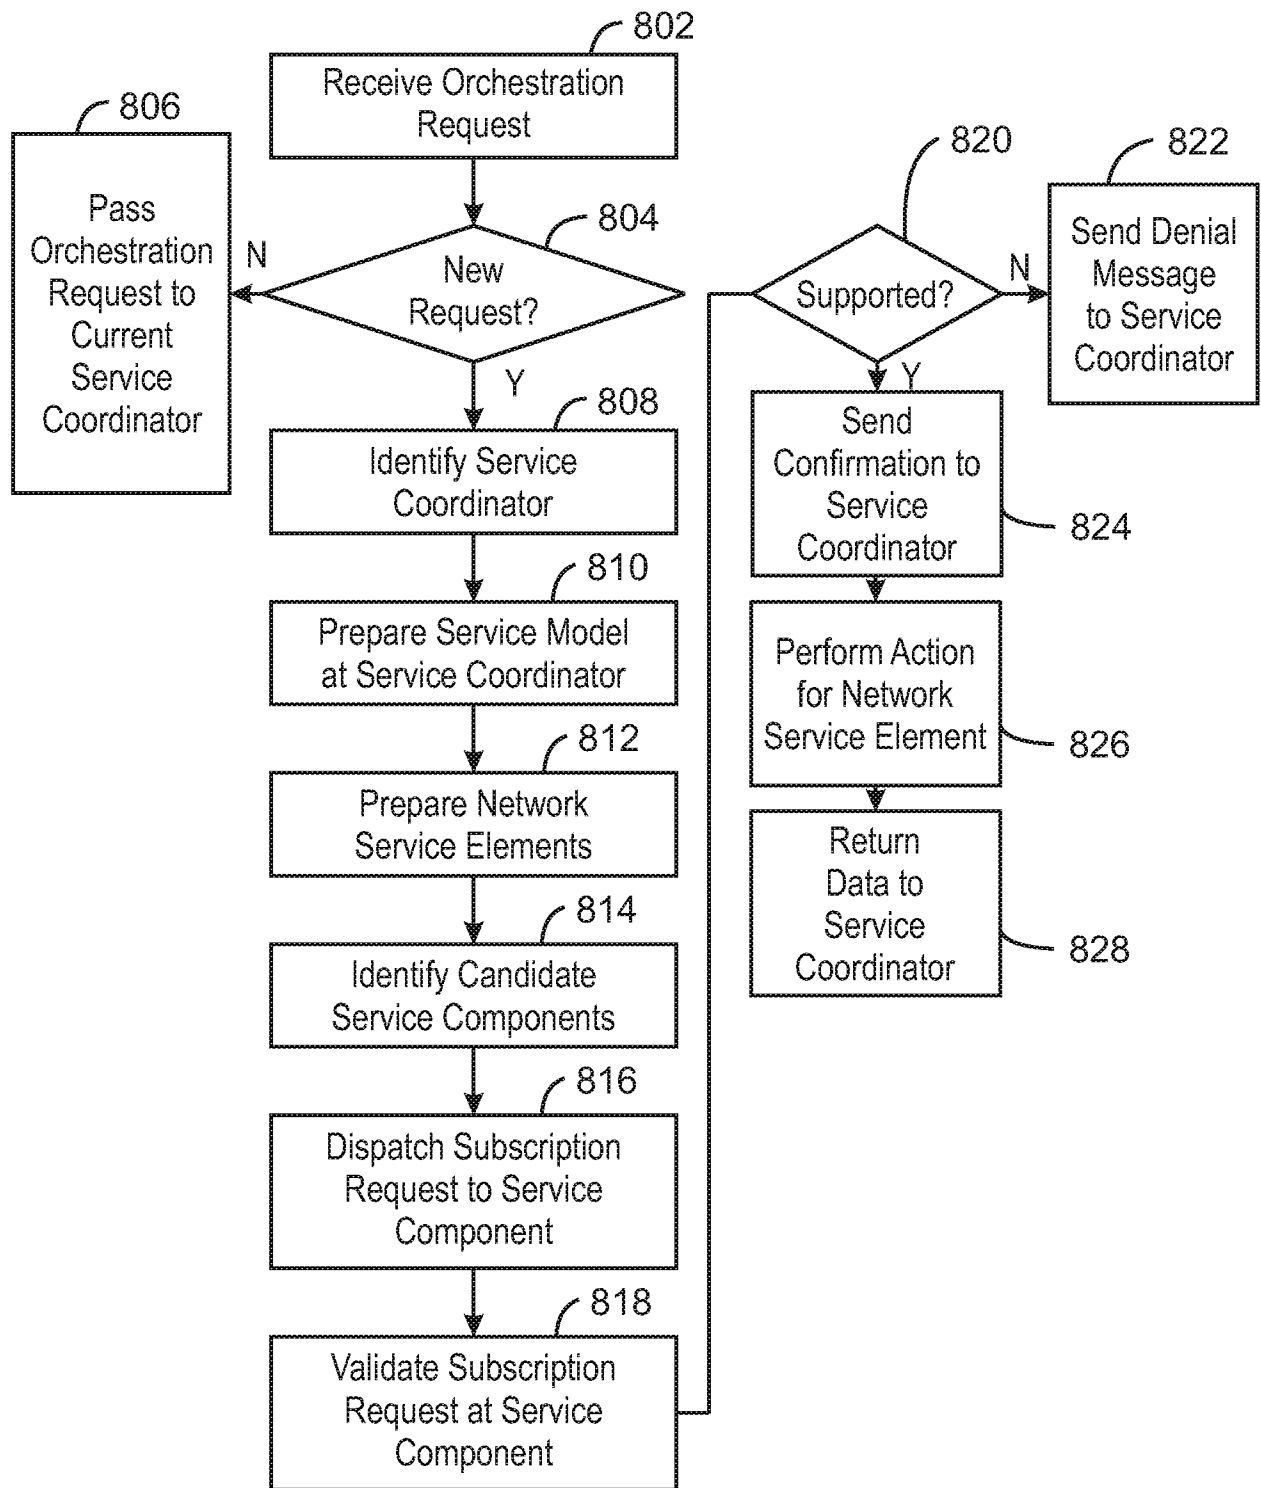 802
Receive Orchestration
Request
806
Pass
Orchestration
Request to
Current
Service
Coordinator
N
804
New
Request?
Y
808
Identify Service
Coordinator
810
Prepare Service Model
at Service Coordinator
812
Prepare Network
Service Elements
814
Identify Candidate
Service Components
816
Dispatch Subscription
Request to Service
Component
818
Validate Subscription
Request at Service
Component
820
Supported?
N
822
Send Denial
Message
to Service
Coordinator
Y
Send
Confirmation to
Service
Coordinator
824
Perform Action
for Network
Service Element
826
Return
Data to
Service
Coordinator
828